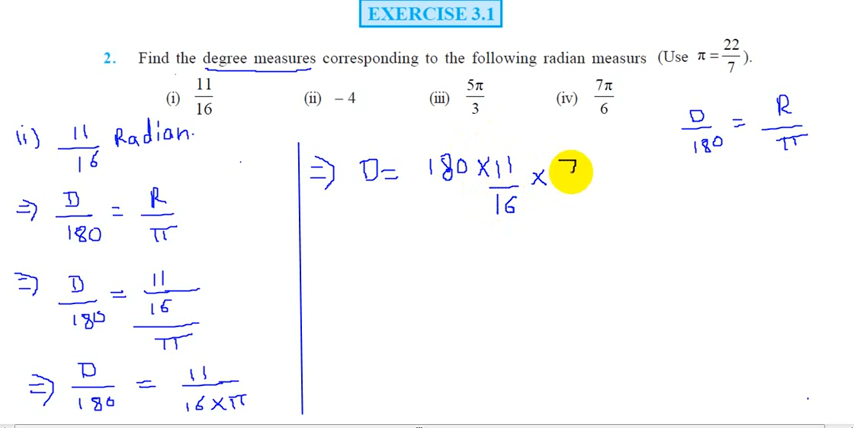 EXERCISE 3.1
2. Find the degree measures corresponding to the following radian measurs (Use π = 22/7).
(i) 11/16 (ii) – 4 (iii) 5π/3 (iv) 7π/6
(i) 11/16 Radian.
D/180 = R/π
⇒ D/180 = R/π
⇒ D/180 = 11/16/π
⇒ D/180 = 11/16×π
⇒ D = 180 × 11/16 × 7